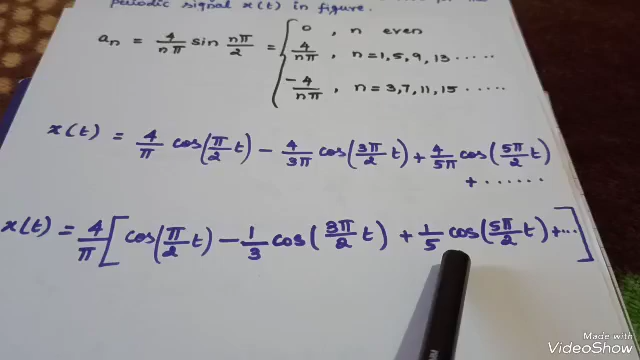 periodic signal x(t) in figure.
aₙ = 4/nπ sin nπ/2 = { 0, n even
4/nπ, n = 1, 5, 9, 13 .....
-4/nπ, n = 3, 7, 11, 15 .....
x(t) = 4/π cos(π/2 t) - 4/3π cos(3π/2 t) + 4/5π cos(5π/2 t)
+ ......
x(t) = 4/π [cos(π/2 t) - 1/3 cos(3π/2 t) + 1/5 cos(5π/2 t) + ...]
Made with
VideoShow